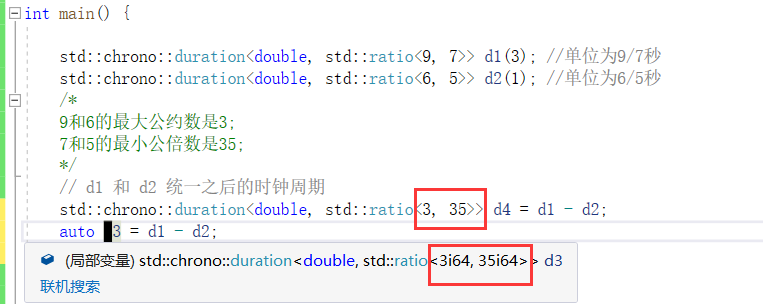 int main() {
std::chrono::duration<double, std::ratio<9, 7>> d1(3); //单位为9/7秒
std::chrono::duration<double, std::ratio<6, 5>> d2(1); //单位为6/5秒
/*
9和6的最大公约数是3;
7和5的最小公倍数是35;
*/
// d1 和 d2 统一之后的时钟周期
std::chrono::duration<double, std::ratio<3, 35>> d4 = d1 - d2;
auto d3 = d1 - d2;
(局部变量) std::chrono::duration<double, std::ratio<3i64, 35i64>> d3
联机搜索